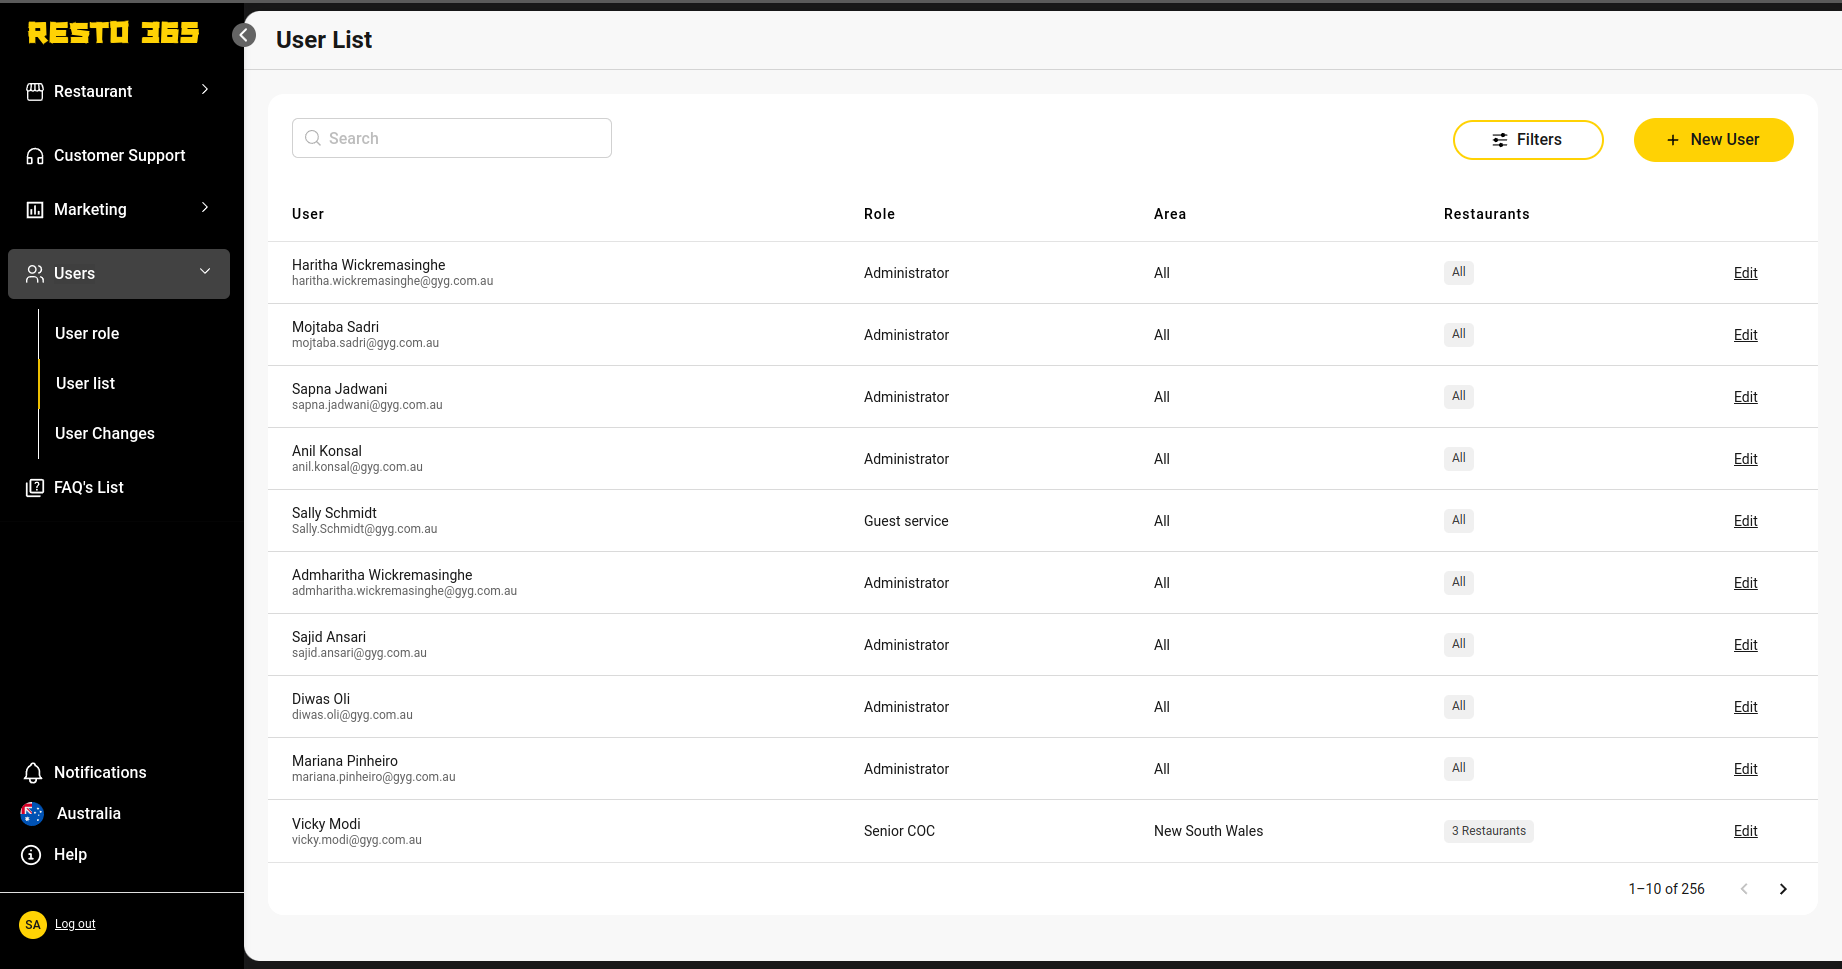 RESTO 365
Restaurant
Customer Support
Marketing
Users
User role
User list
User Changes
FAQ's List
Notifications
Australia
Help
SA Log out
User List
Search
Filters
+ New User
User Role Area Restaurants
Haritha Wickremasinghe
haritha.wickremasinghe@gyg.com.au
Administrator All All Edit
Mojtaba Sadri
mojtaba.sadri@gyg.com.au
Administrator All All Edit
Sapna Jadwani
sapna.jadwani@gyg.com.au
Administrator All All Edit
Anil Konsal
anil.konsal@gyg.com.au
Administrator All All Edit
Sally Schmidt
Sally.Schmidt@gyg.com.au
Guest service All All Edit
Admharitha Wickremasinghe
admharitha.wickremasinghe@gyg.com.au
Administrator All All Edit
Sajid Ansari
sajid.ansari@gyg.com.au
Administrator All All Edit
Diwas Oli
diwas.oli@gyg.com.au
Administrator All All Edit
Mariana Pinheiro
mariana.pinheiro@gyg.com.au
Administrator All All Edit
Vicky Modi
vicky.modi@gyg.com.au
Senior COC New South Wales 3 Restaurants Edit
1–10 of 256